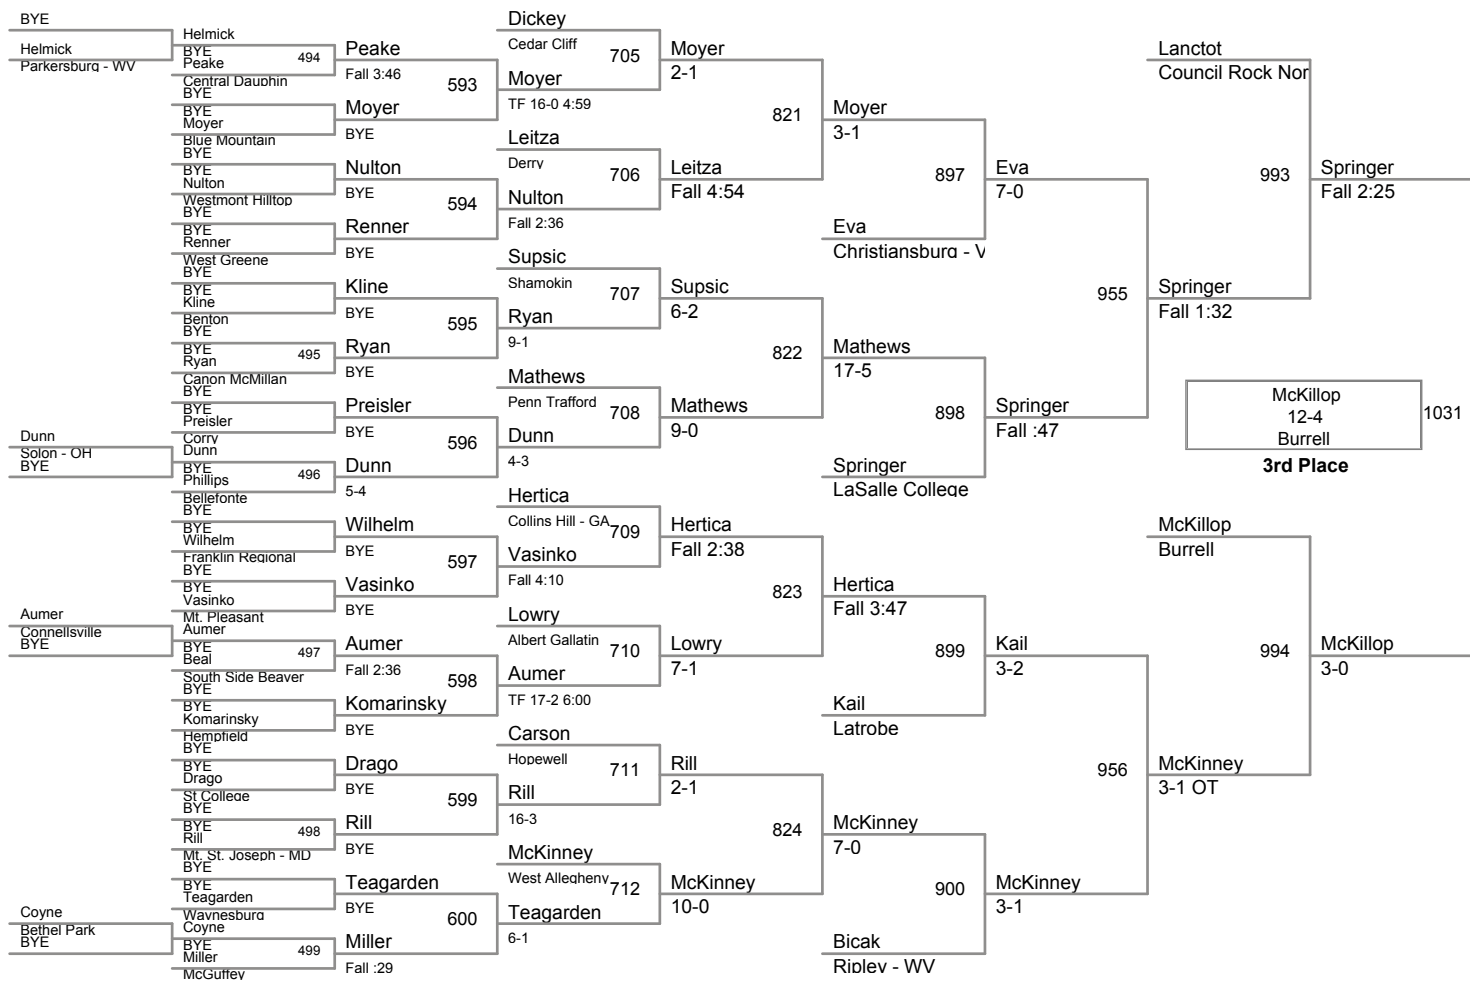 BYE
Helmick
Parkersburg - WV
Dunn
Solon - OH
BYE
Aumer
Connellsville
BYE
Coyne
Bethel Park
BYE
Helmick
BYE
494
Peake
Central Dauphin
BYE
BYE
Moyer
Blue Mountain
BYE
BYE
Nulton
Westmont Hilltop
BYE
BYE
Renner
West Greene
BYE
BYE
Kline
Benton
BYE
BYE
495
Ryan
Canon McMillan
BYE
BYE
Preisler
Corry
Dunn
BYE
496
Phillips
Bellefonte
BYE
BYE
Wilhelm
Franklin Regional
BYE
BYE
Vasinko
Mt. Pleasant
Aumer
BYE
497
Beal
South Side Beaver
BYE
BYE
Komarinsky
Hempfield
BYE
BYE
Drago
St College
BYE
BYE
498
Rill
Mt. St. Joseph - MD
BYE
BYE
Teagarden
Waynesburg
Coyne
BYE
499
Miller
McGuffey
Peake
Fall 3:46
593
Moyer
BYE
Nulton
BYE
594
Renner
BYE
Kline
BYE
595
Ryan
BYE
Preisler
BYE
596
Dunn
5-4
Wilhelm
BYE
597
Vasinko
BYE
Aumer
Fall 2:36
598
Komarinsky
BYE
Drago
BYE
599
Rill
BYE
Teagarden
BYE
600
Miller
Fall :29
Dickey
Cedar Cliff
705
Moyer
TF 16-0 4:59
Leitza
Derry
706
Nulton
Fall 2:36
Supsic
Shamokin
707
Ryan
9-1
Mathews
Penn Trafford
708
Dunn
4-3
Hertica
Collins Hill - GA
709
Vasinko
Fall 4:10
Lowry
Albert Gallatin
710
Aumer
TF 17-2 6:00
Carson
Hopewell
711
Rill
16-3
McKinney
West Allegheny
712
Teagarden
6-1
Moyer
2-1
821
Leitza
Fall 4:54
Supsic
6-2
822
Mathews
9-0
Hertica
Fall 2:38
823
Lowry
7-1
Rill
2-1
824
McKinney
10-0
Moyer
3-1
897
Eva
Christiansburg - V
Mathews
17-5
898
Springer
LaSalle College
Hertica
Fall 3:47
899
Kail
Latrobe
McKinney
7-0
900
Bicak
Ripley - WV
Eva
7-0
955
Springer
Fall :47
Kail
3-2
956
McKinney
3-1
Lanctot
Council Rock Nor
993
Springer
Fall 1:32
McKillop
12-4
Burrell
1031
3rd Place
McKillop
Burrell
994
McKinney
3-1 OT
Springer
Fall 2:25
McKillop
3-0